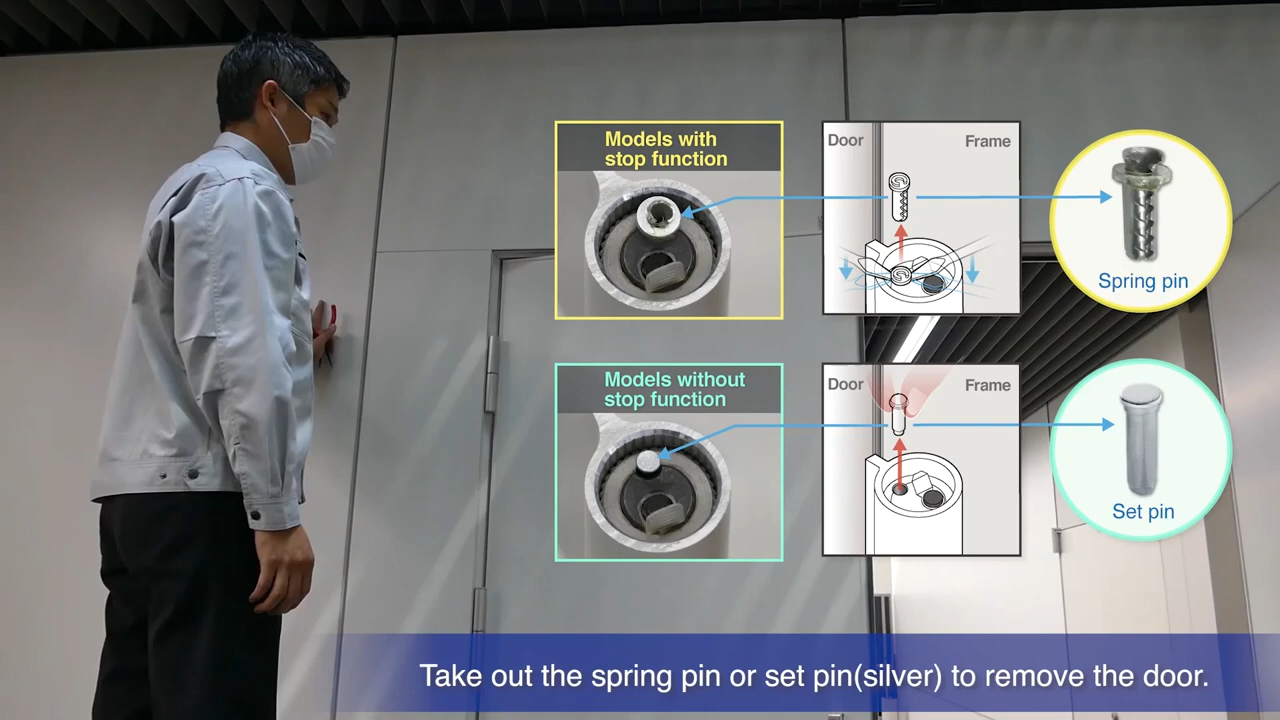 Models with
stop function
Door
Frame
Spring pin
Models without
stop function
Door
Frame
Set pin
Take out the spring pin or set pin(silver) to remove the door.